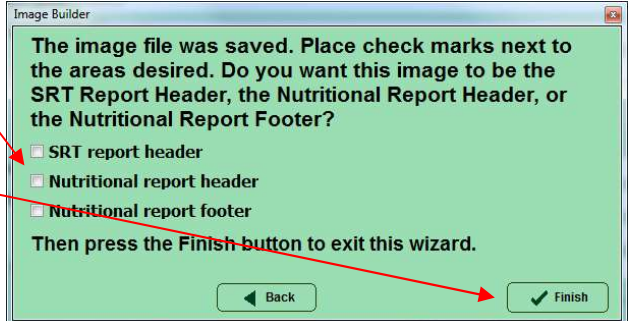 Image Builder
The image file was saved. Place check marks next to
the areas desired. Do you want this image to be the
SRT Report Header, the Nutritional Report Header, or
the Nutritional Report Footer?
SRT report header
Nutritional report header
Nutritional report footer
Then press the Finish button to exit this wizard.
Back
Finish